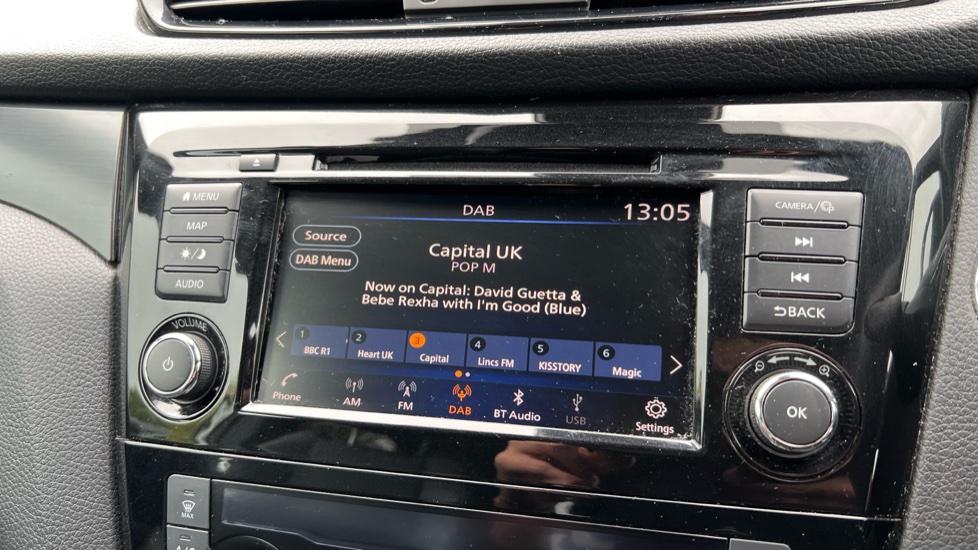 MENU
MAP
AUDIO
VOLUME
DAB
13:05
Source
DAB Menu
Capital UK
POP M
Now on Capital: David Guetta &
Bebe Rexha with I'm Good (Blue)
1 BBC R1
2 Heart UK
3 Capital
4 Lincs FM
5 KISSTORY
6 Magic
Phone
AM
FM
DAB
BT Audio
USB
Settings
CAMERA/
BACK
OK
MAX
A/C